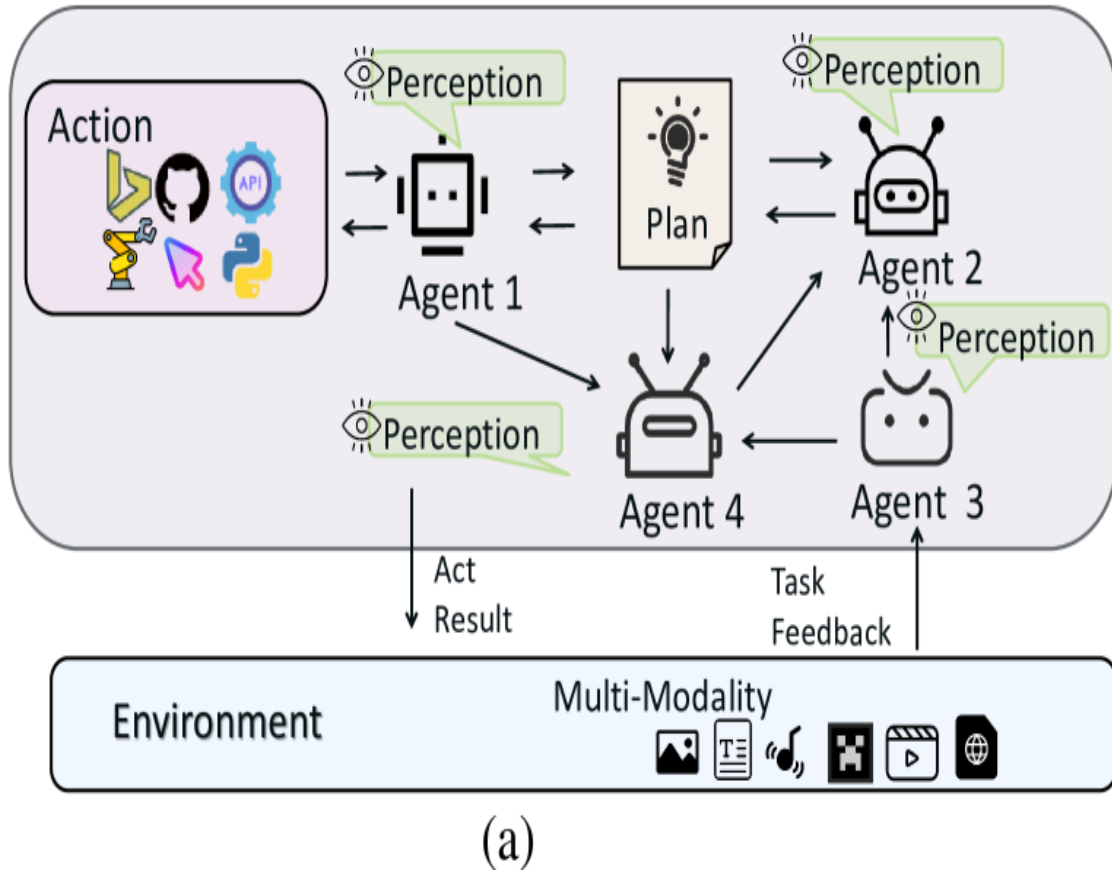 Perception
Perception
Action
API
Plan
Agent 1
Agent 2
Perception
Perception
Agent 4
Agent 3
Act
Result
Task
Feedback
Environment
Multi-Modality
T
(a)